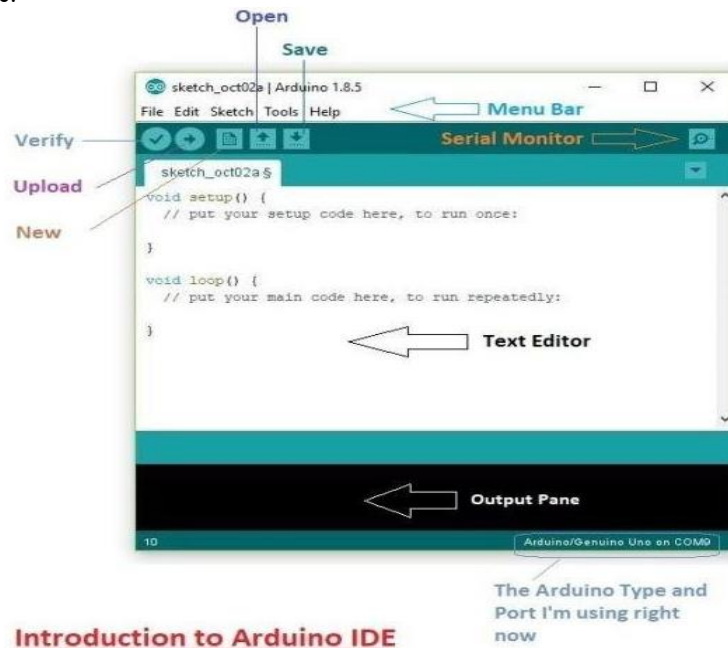 Open
Save
sketch_oct02a | Arduino 1.8.5
File Edit Sketch Tools Help
Menu Bar
Verify
Serial Monitor
Upload
sketch_oct02a §
New
void setup() {
// put your setup code here, to run once:
}
void loop() {
// put your main code here, to run repeatedly:
}
Text Editor
Output Pane
10
Arduino/Genuino Uno on COM9
The Arduino Type and
Port I'm using right
now
Introduction to Arduino IDE